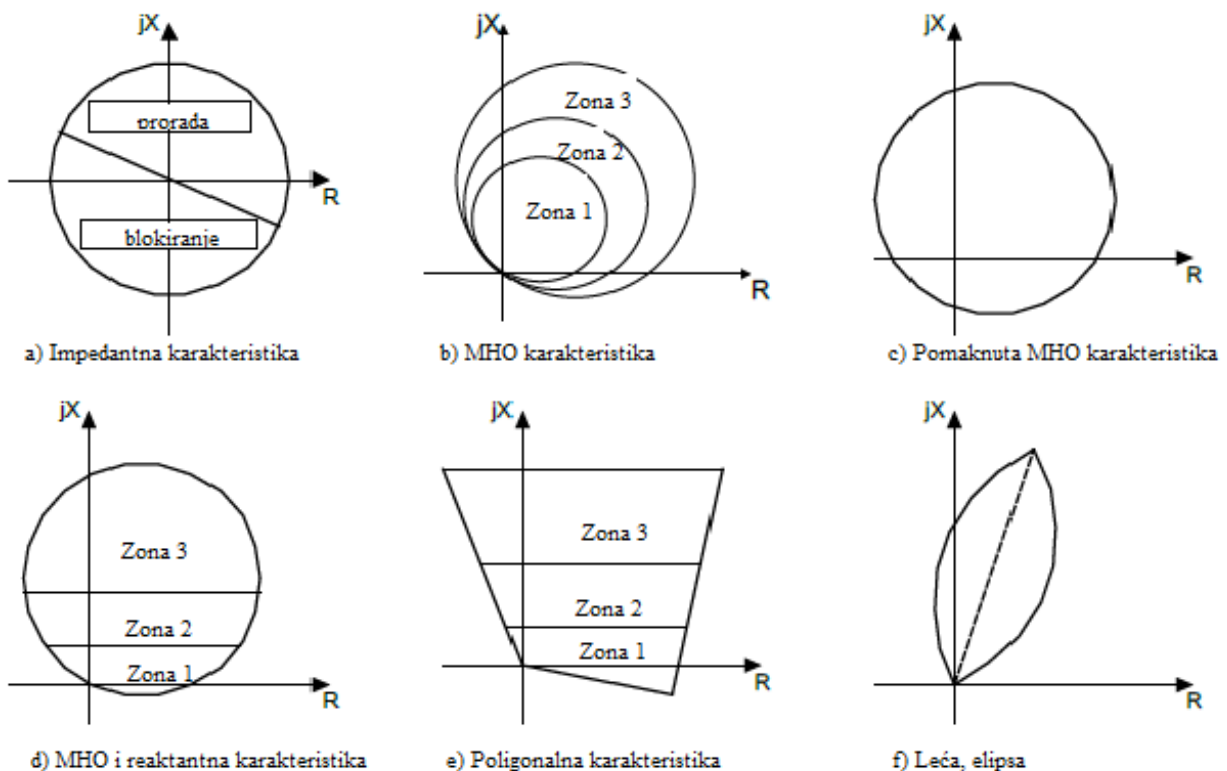 jX
prorada
R
blokiranje
a) Impedantna karakteristika
jX
Zona 3
Zona 2
Zona 1
R
b) MHO karakteristika
jX
R
c) Pomaknuta MHO karakteristika
jX
Zona 3
Zona 2
Zona 1
R
d) MHO i reaktantna karakteristika
jX
Zona 3
Zona 2
Zona 1
R
e) Poligonalna karakteristika
jX
R
f) Leća, elipsa